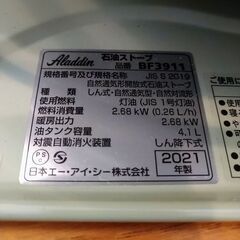 Aladdin 石油ストーブ
品番 BF3911
規格番号及び規格名称 JIS S 2019
自然通気形開放式石油ストーブ
種類 しん式・自然通気形・自然対流形
使用燃料 灯油 (JIS 1号灯油)
燃料消費量 2.68 kW (0.26 L/h)
暖房出力 2.68 kW
油タンク容量 4.1 L
対震自動消火装置 しん降下式
PSC
2021年製
日本エー・アイ・シー株式会社